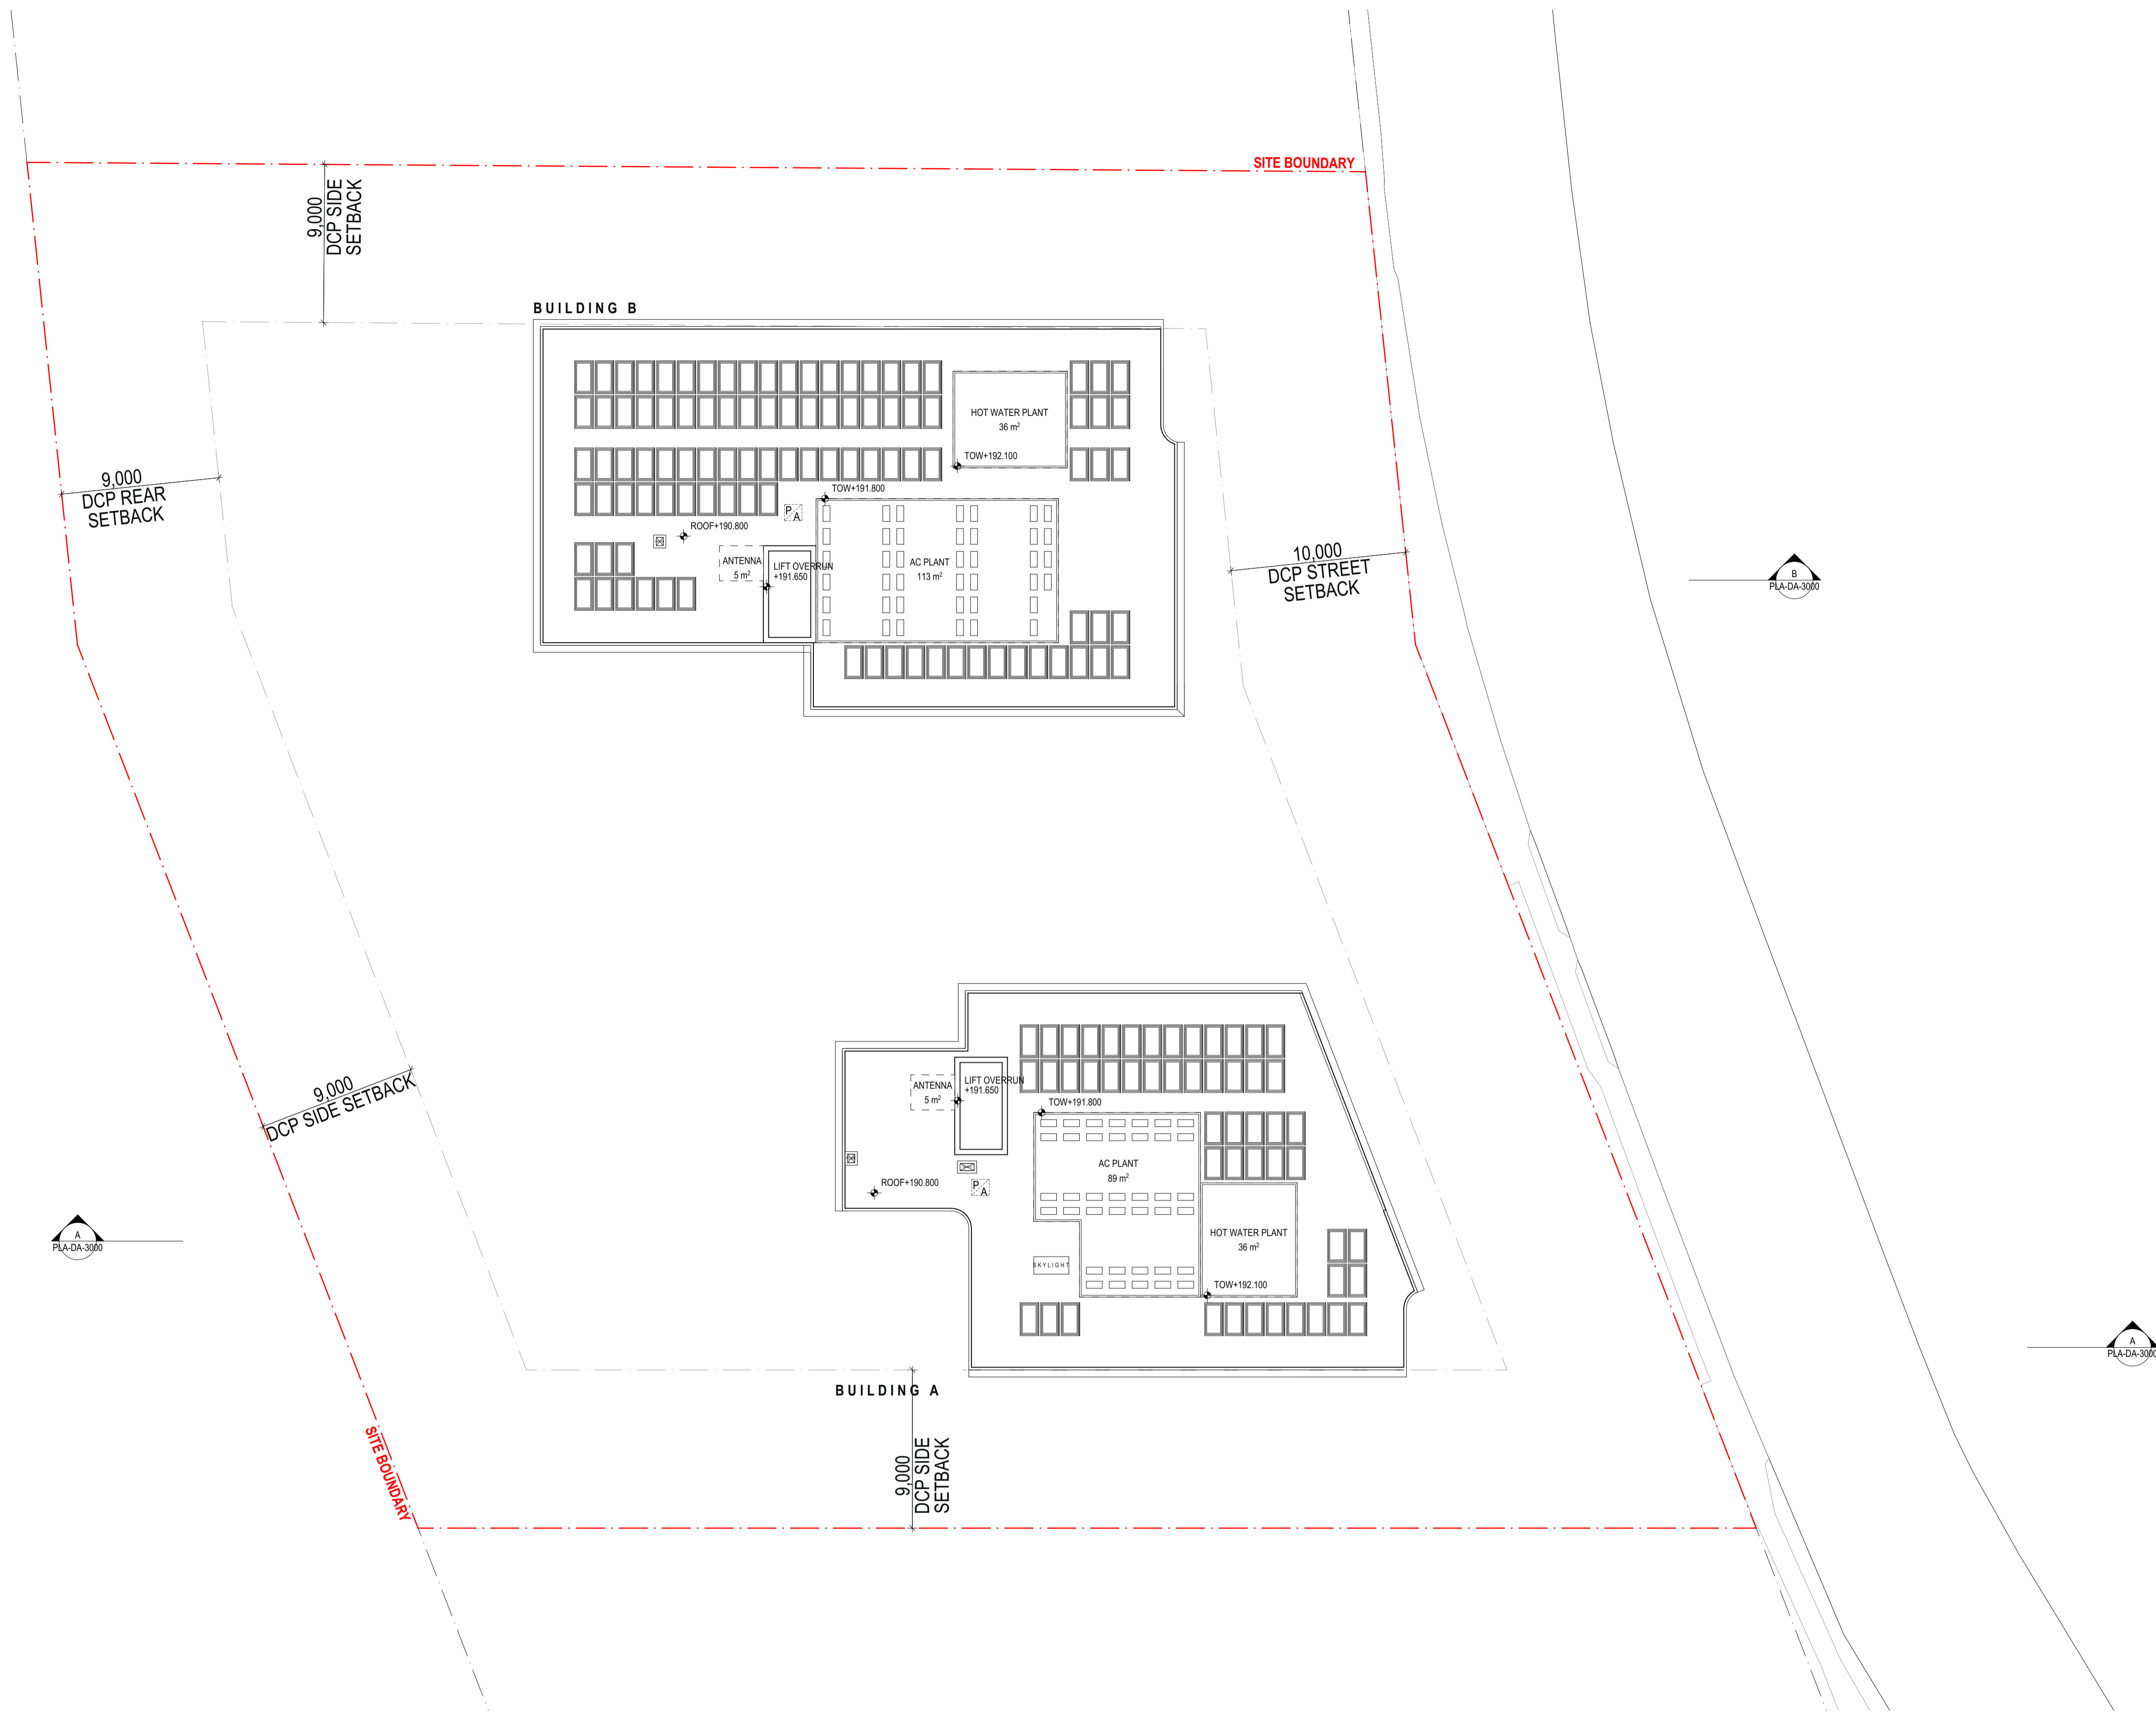 SITE BOUNDARY
9,000
DCP SIDE
SETBACK
BUILDING B
HOT WATER PLANT
36 m²
TOW+192.100
TOW+191.800
9,000
DCP REAR
SETBACK
P
A
ROOF+190.800
ANTENNA
5 m²
LIFT OVERRUN
+191.650
AC PLANT
113 m²
10,000
DCP STREET
SETBACK
B
PLA-DA-3000
9,000
DCP SIDE SETBACK
ANTENNA
5 m²
LIFT OVERRUN
+191.650
TOW+191.800
AC PLANT
89 m²
ROOF+190.800
P
A
HOT WATER PLANT
36 m²
A
PLA-DA-3000
SKYLIGHT
TOW+192.100
A
PLA-DA-3000
BUILDING A
9,000
DCP SIDE
SETBACK
SITE BOUNDARY